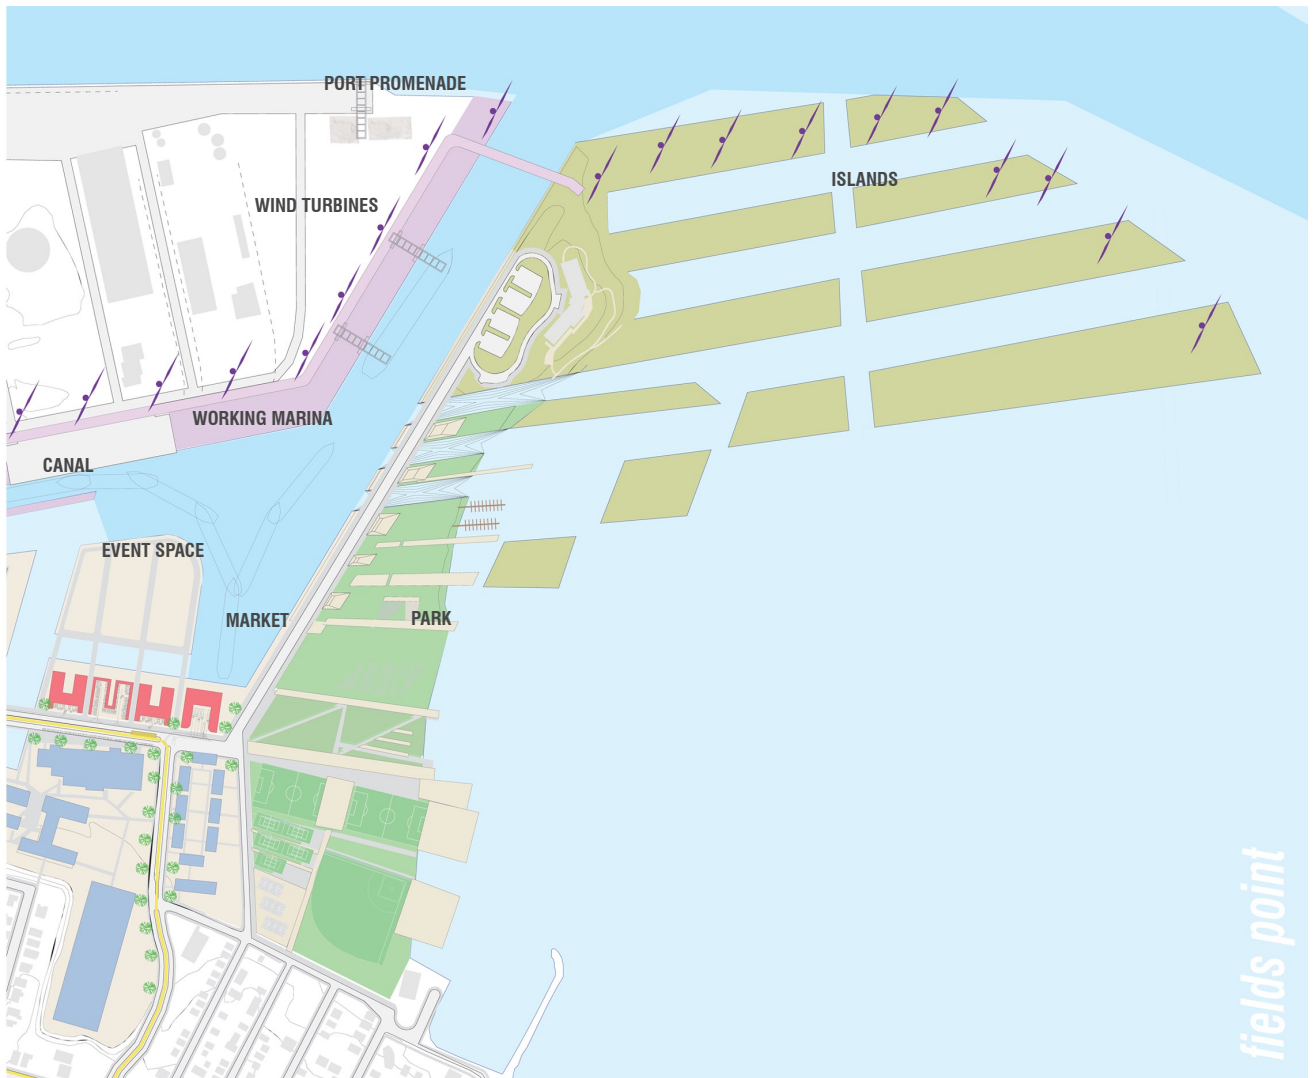 PORT PROMENADE
ISLANDS
WIND TURBINES
WORKING MARINA
CANAL
EVENT SPACE
MARKET
PARK
fields point